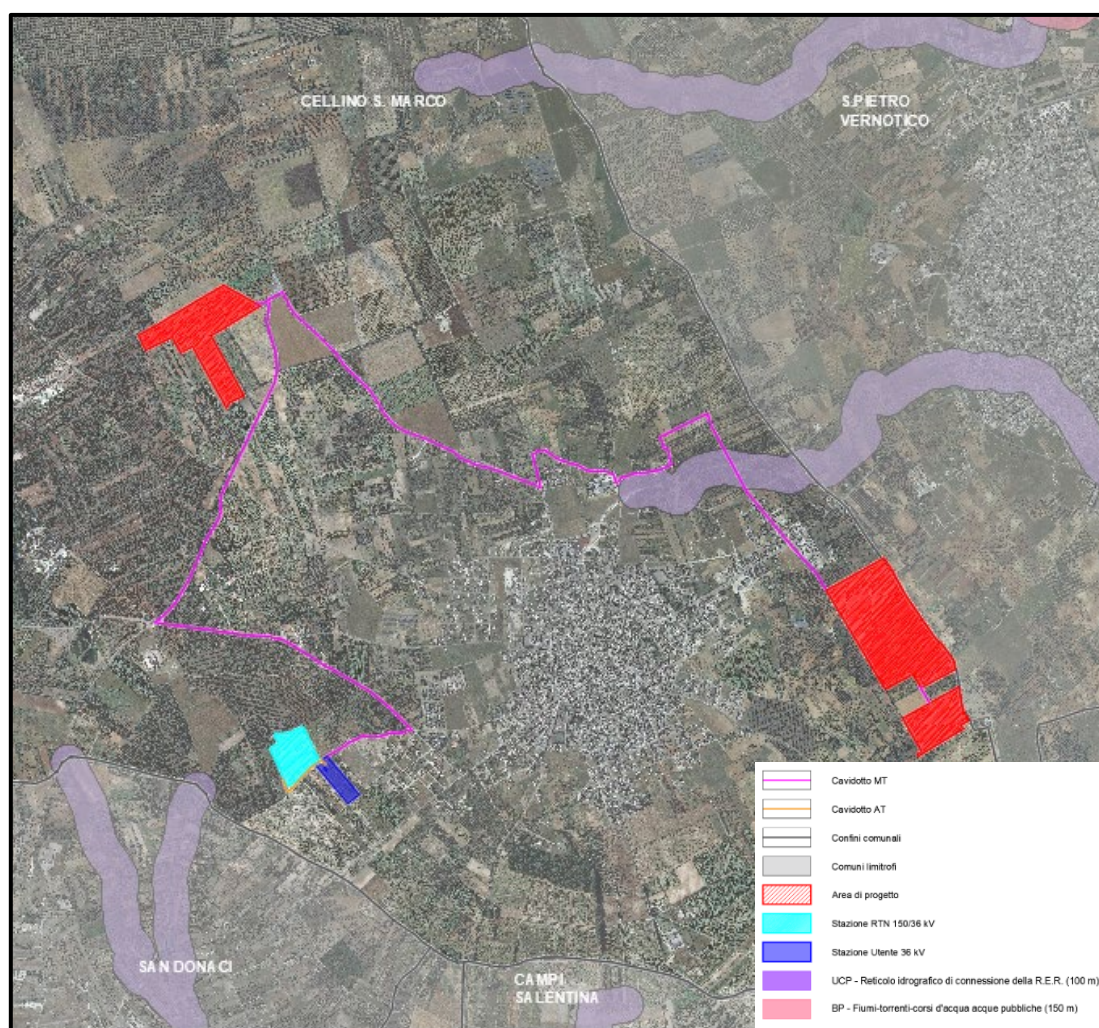 CELLINO S. MARCO
S.PIETRO
VERNOTICO
SAN DONACI
CAMPI
SALENTINA
Cavidotto MT
Cavidotto AT
Confini comunali
Comuni limitrofi
Area di progetto
Stazione RTN 150/36 kV
Stazione Utente 36 kV
UCP - Reticolo idrografico di connessione della R.E.R. (100 m)
BP - Fiumi-torrenti-corsi d'acqua acque pubbliche (150 m)